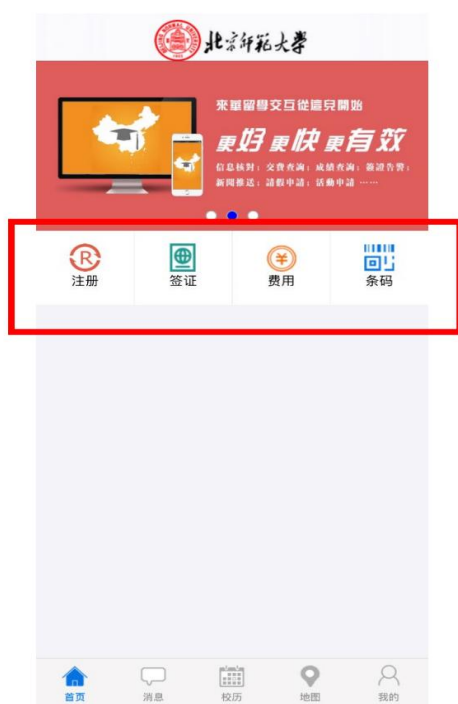 北京师范大学
來華留學交互從這兒開始
更好 更快 更有效
信息核對; 交費查詢; 成績查詢; 簽證告警;
新聞推送; 請假申請; 活動申請 ……
R
¥
注册 签证 费用 条码
首页 消息 校历 地图 我的